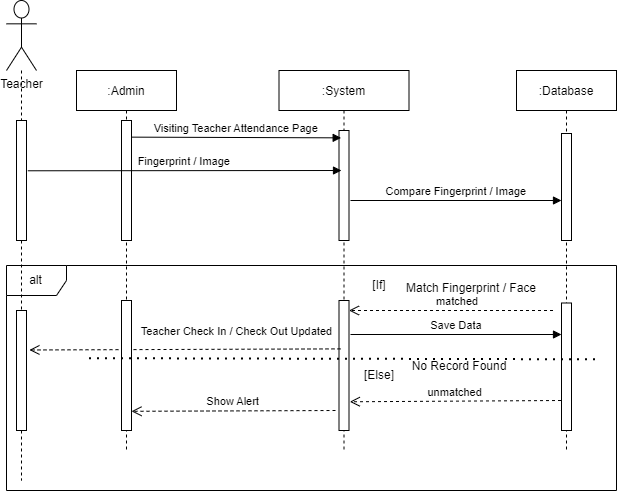 Teacher
:Admin
:System
:Database
Visiting Teacher Attendance Page
Fingerprint / Image
Compare Fingerprint / Image
alt
[If]
Match Fingerprint / Face
matched
Teacher Check In / Check Out Updated
Save Data
No Record Found
[Else]
unmatched
Show Alert